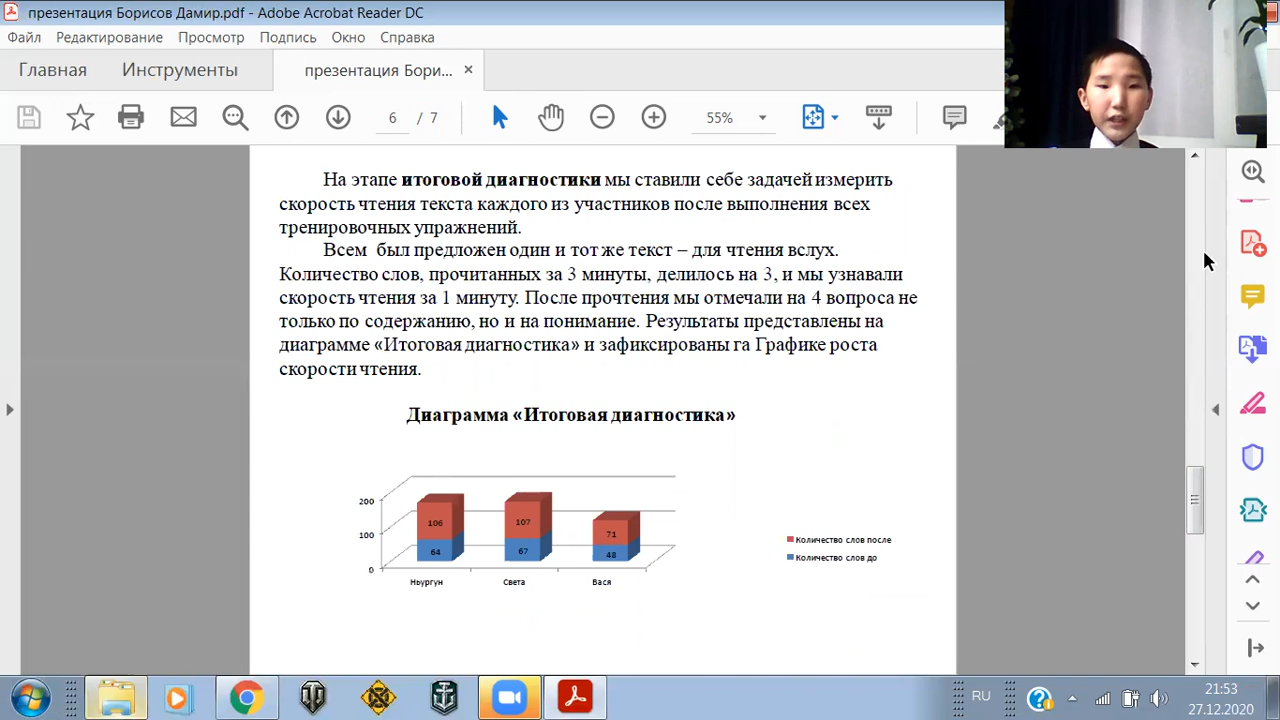 презентация Борисов Дамир.pdf - Adobe Acrobat Reader DC
Файл Редактирование Просмотр Подпись Окно Справка
Главная Инструменты презентация Бори... ×
6 / 7 55%
На этапе итоговой диагностики мы ставили себе задачей измерить
скорость чтения текста каждого из участников после выполнения всех
тренировочных упражнений.
Всем был предложен один и тот же текст – для чтения вслух.
Количество слов, прочитанных за 3 минуты, делилось на 3, и мы узнавали
скорость чтения за 1 минуту. После прочтения мы отмечали на 4 вопроса не
только по содержанию, но и на понимание. Результаты представлены на
диаграмме «Итоговая диагностика» и зафиксированы га Графике роста
скорости чтения.
Диаграмма «Итоговая диагностика»
200
100
0
106
107
71
64
67
48
Ньургун Света Вася
Количество слов после
Количество слов до
RU
21:53
27.12.2020